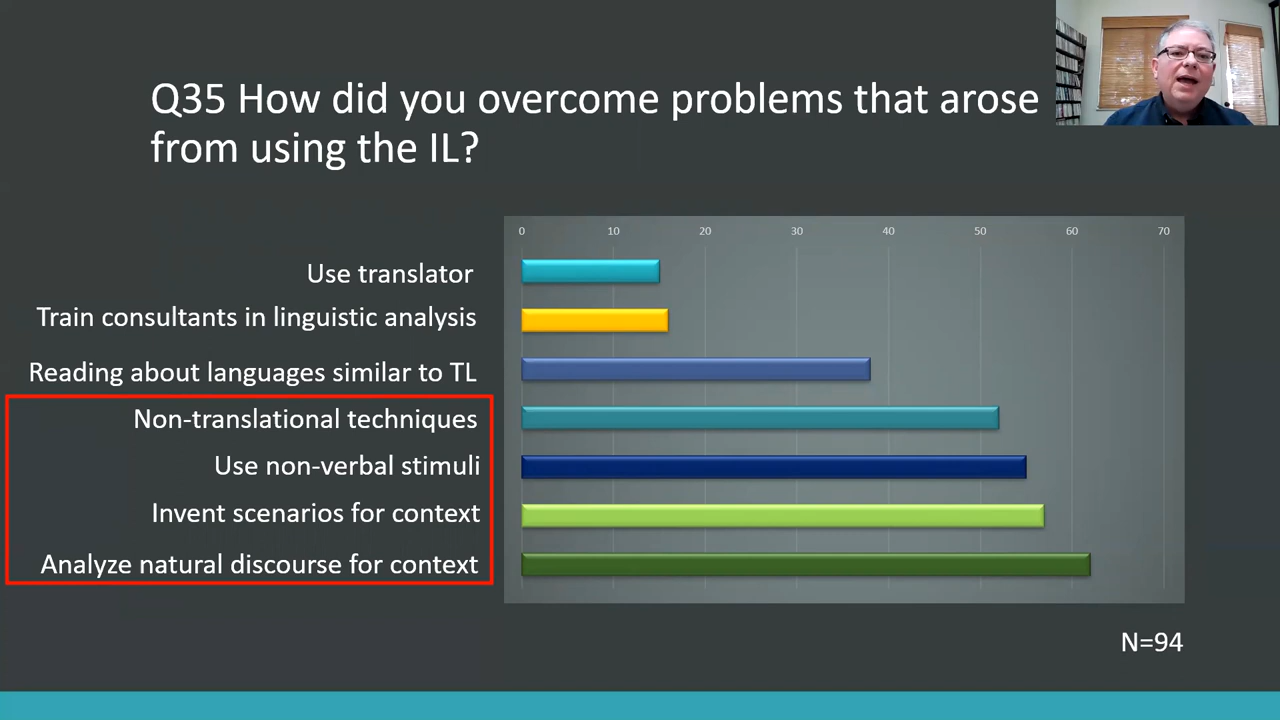 Q35 How did you overcome problems that arose
from using the IL?
0 10 20 30 40 50 60 70
Use translator
Train consultants in linguistic analysis
Reading about languages similar to TL
Non-translational techniques
Use non-verbal stimuli
Invent scenarios for context
Analyze natural discourse for context
N=94